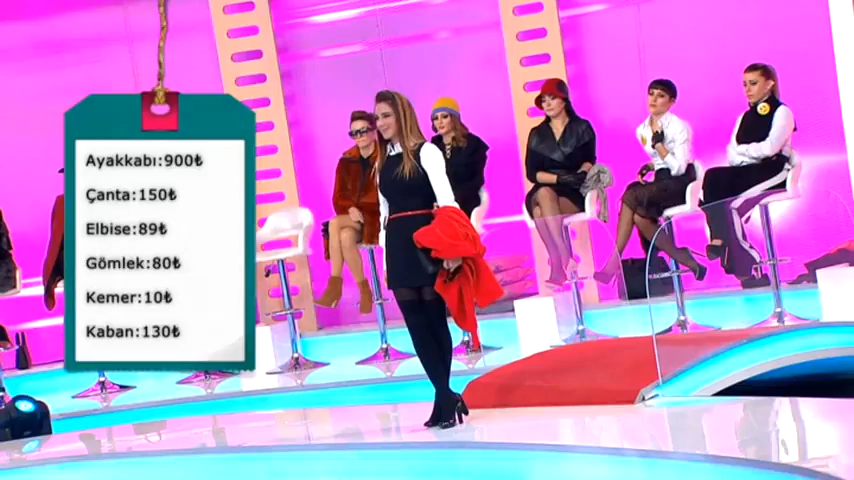 Ayakkabı:900₺
Çanta:150₺
Elbise:89₺
Gömlek:80₺
Kemer:10₺
Kaban:130₺